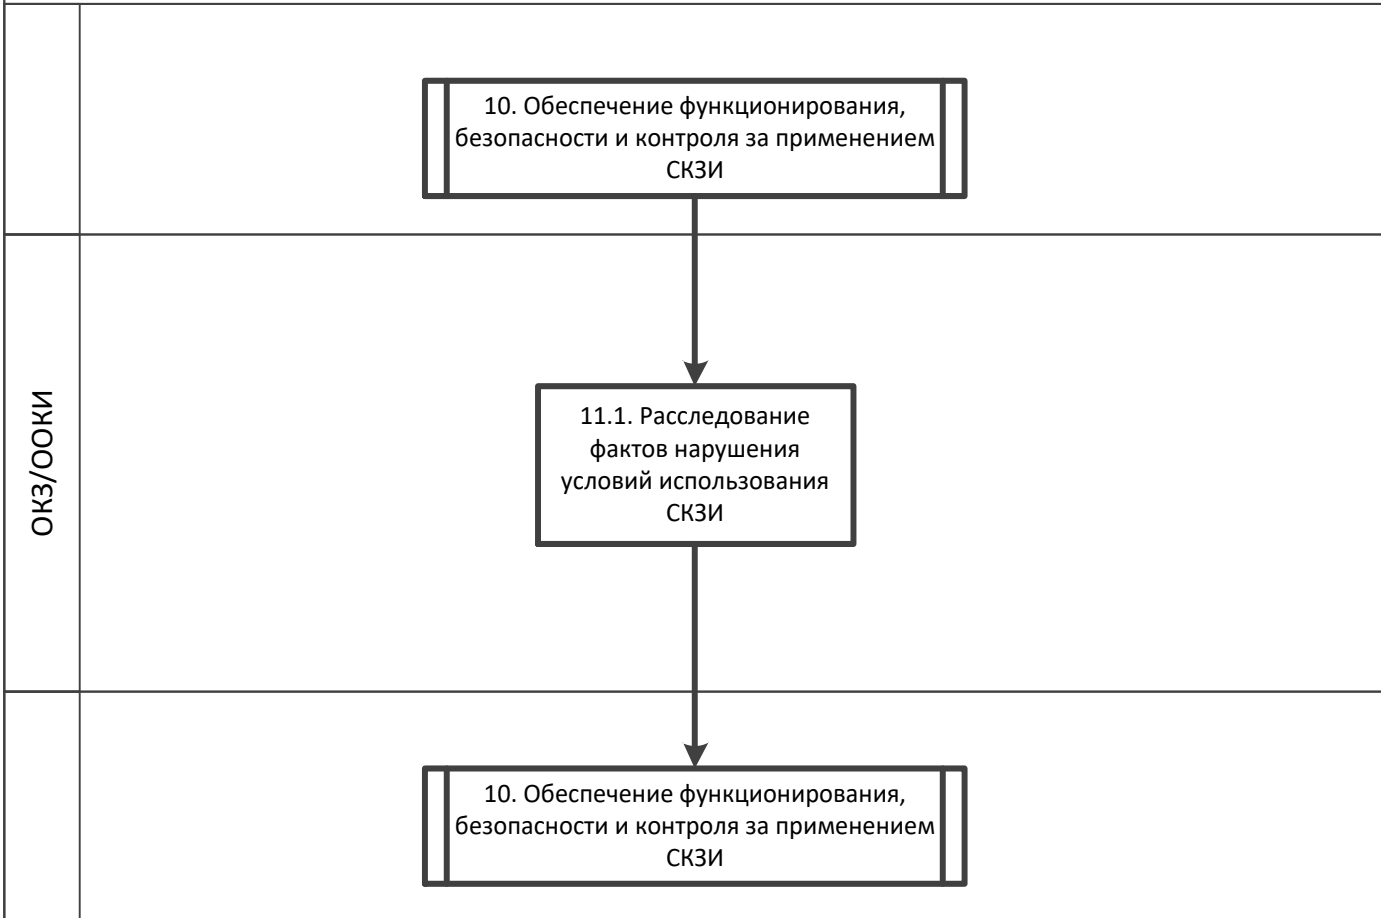 10. Обеспечение функционирования,
безопасности и контроля за применением
СКЗИ
ОКЗ/ООКИ
11.1. Расследование
фактов нарушения
условий использования
СКЗИ
10. Обеспечение функционирования,
безопасности и контроля за применением
СКЗИ